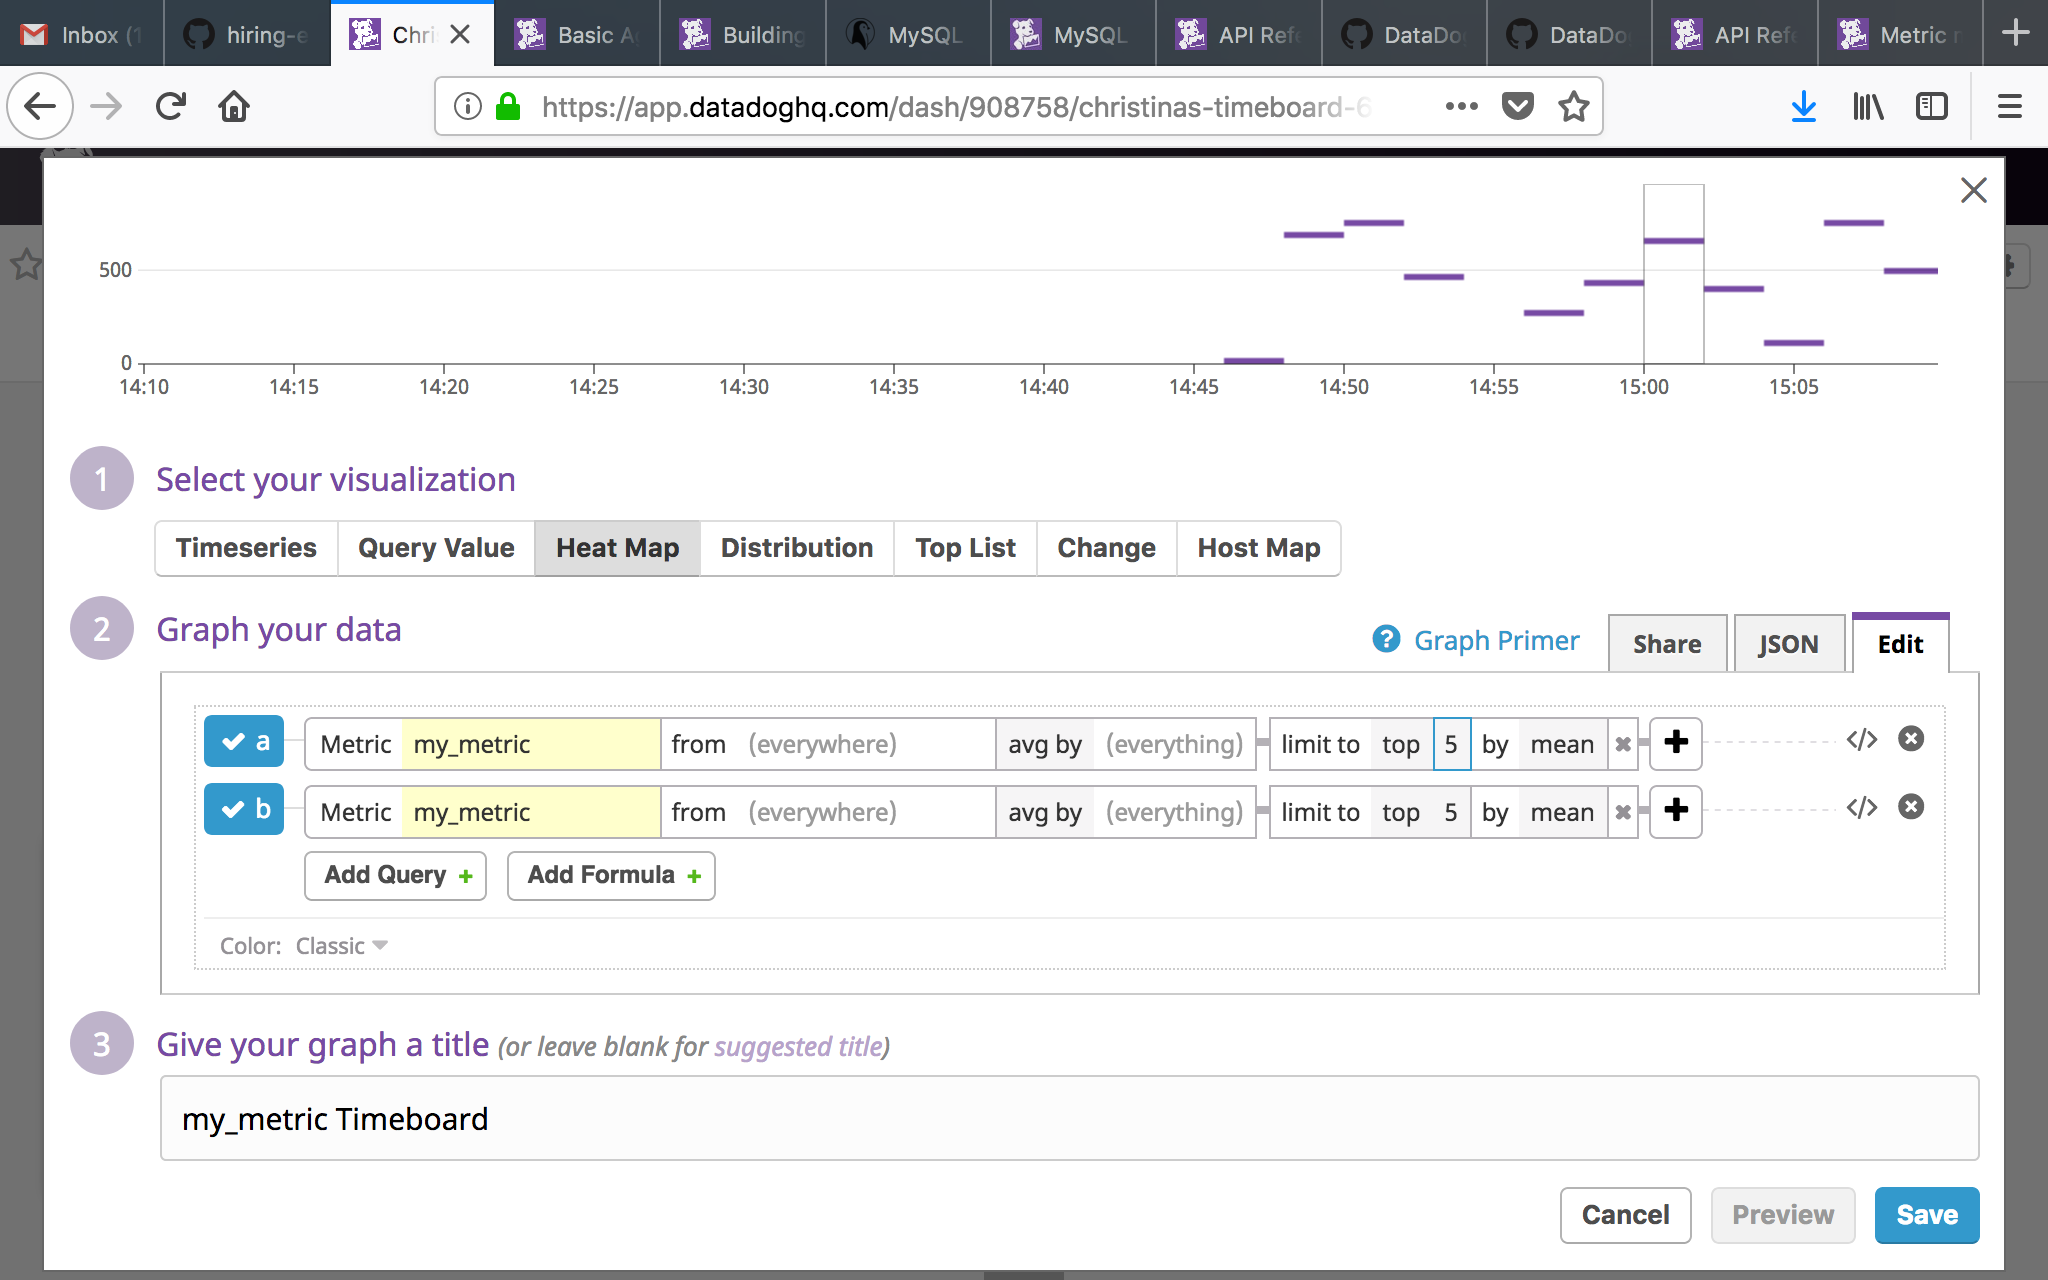 Inbox (1 hiring-e Chri Basic A Building MySQL MySQL API Refe DataDo DataDo API Refe Metric
https://app.datadoghq.com/dash/908758/christinas-timeboard-6
500
0
14:10 14:15 14:20 14:25 14:30 14:35 14:40 14:45 14:50 14:55 15:00 15:05
1 Select your visualization
Timeseries Query Value Heat Map Distribution Top List Change Host Map
2 Graph your data
? Graph Primer Share JSON Edit
a Metric my_metric from (everywhere) avg by (everything) limit to top 5 by mean
b Metric my_metric from (everywhere) avg by (everything) limit to top 5 by mean
Add Query + Add Formula +
Color: Classic
3 Give your graph a title (or leave blank for suggested title)
my_metric Timeboard
Cancel Preview Save